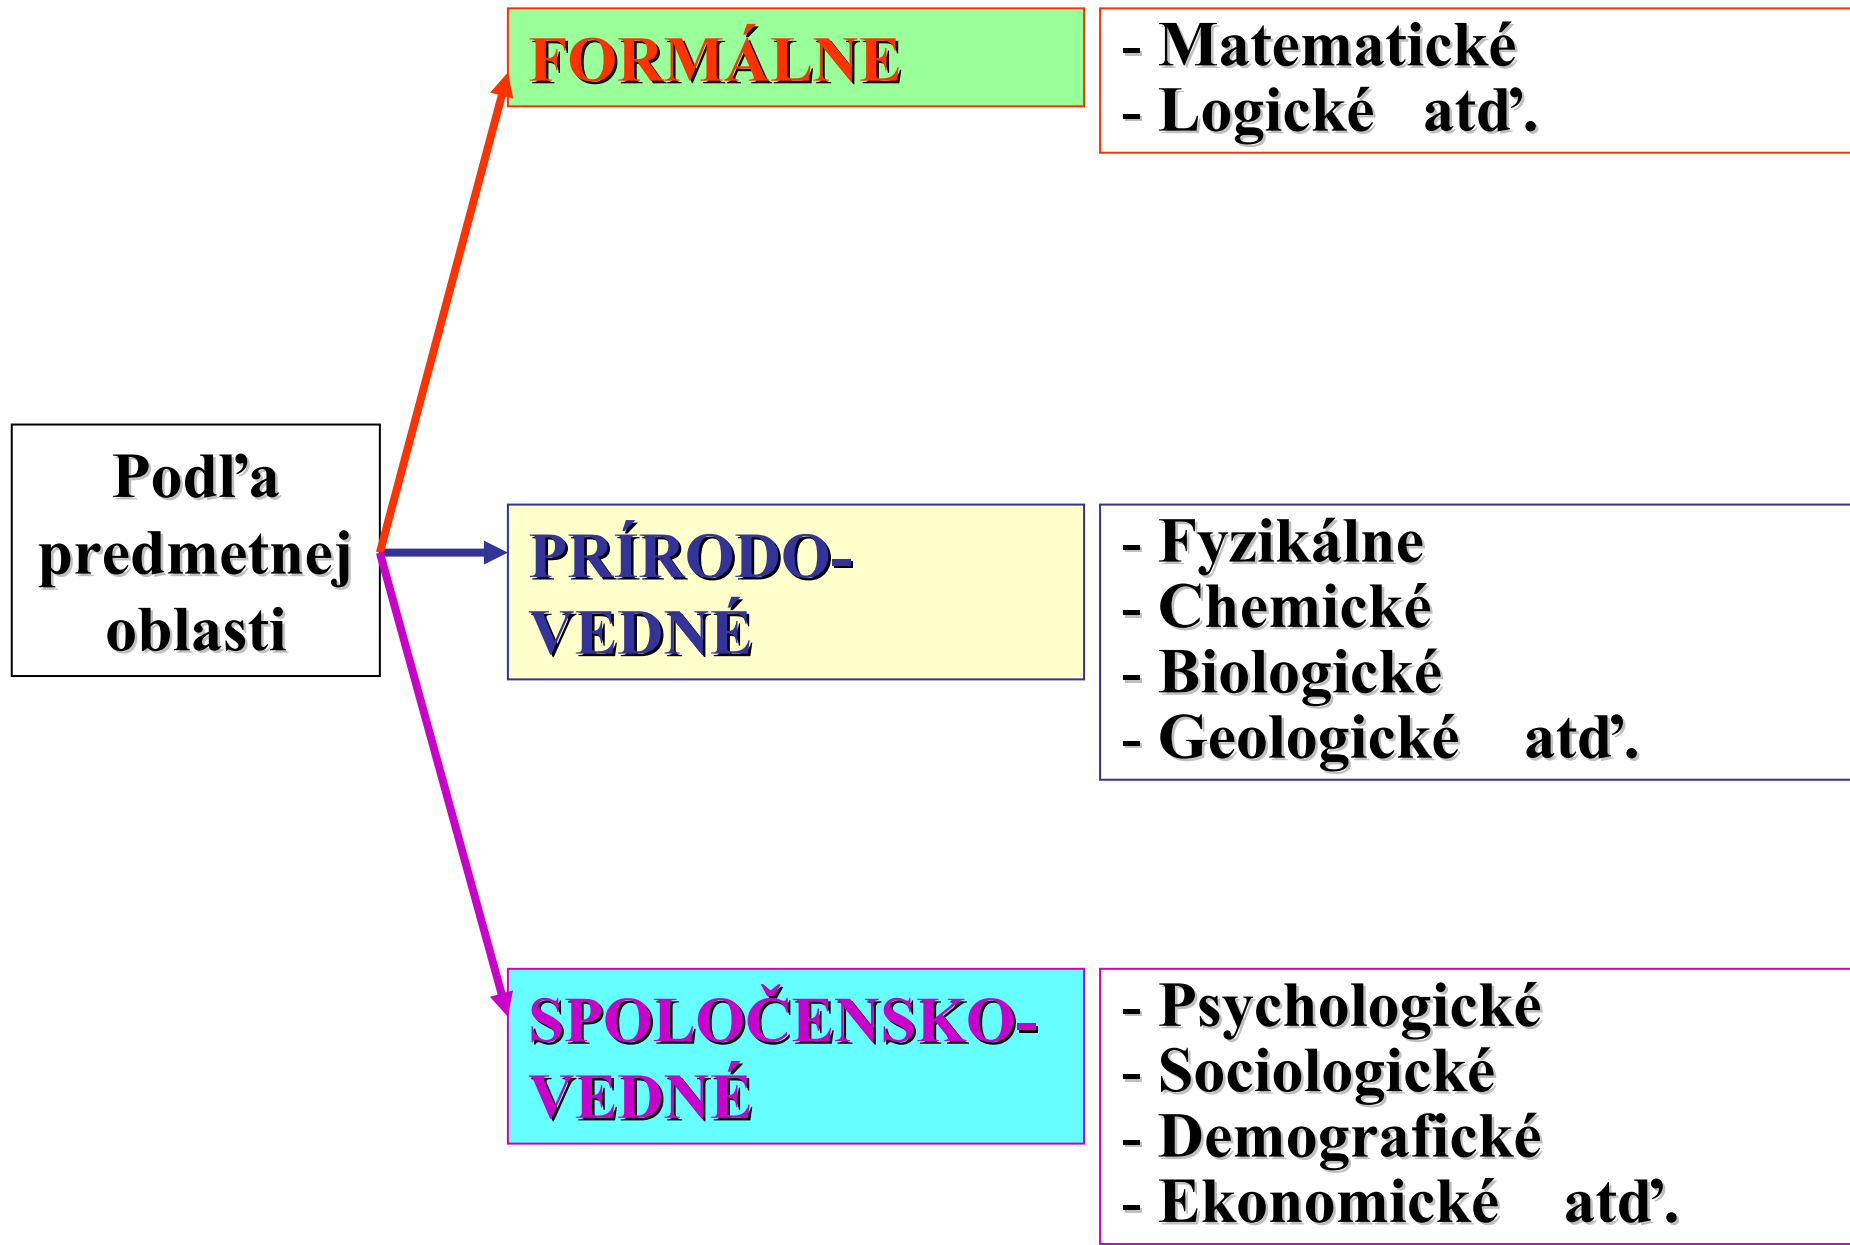 Podľa
predmetnej
oblasti
FORMÁLNE
- Matematické
- Logické atď.
PRÍRODO-
VEDNÉ
- Fyzikálne
- Chemické
- Biologické
- Geologické atď.
SPOLOČENSKO-
VEDNÉ
- Psychologické
- Sociologické
- Demografické
- Ekonomické atď.